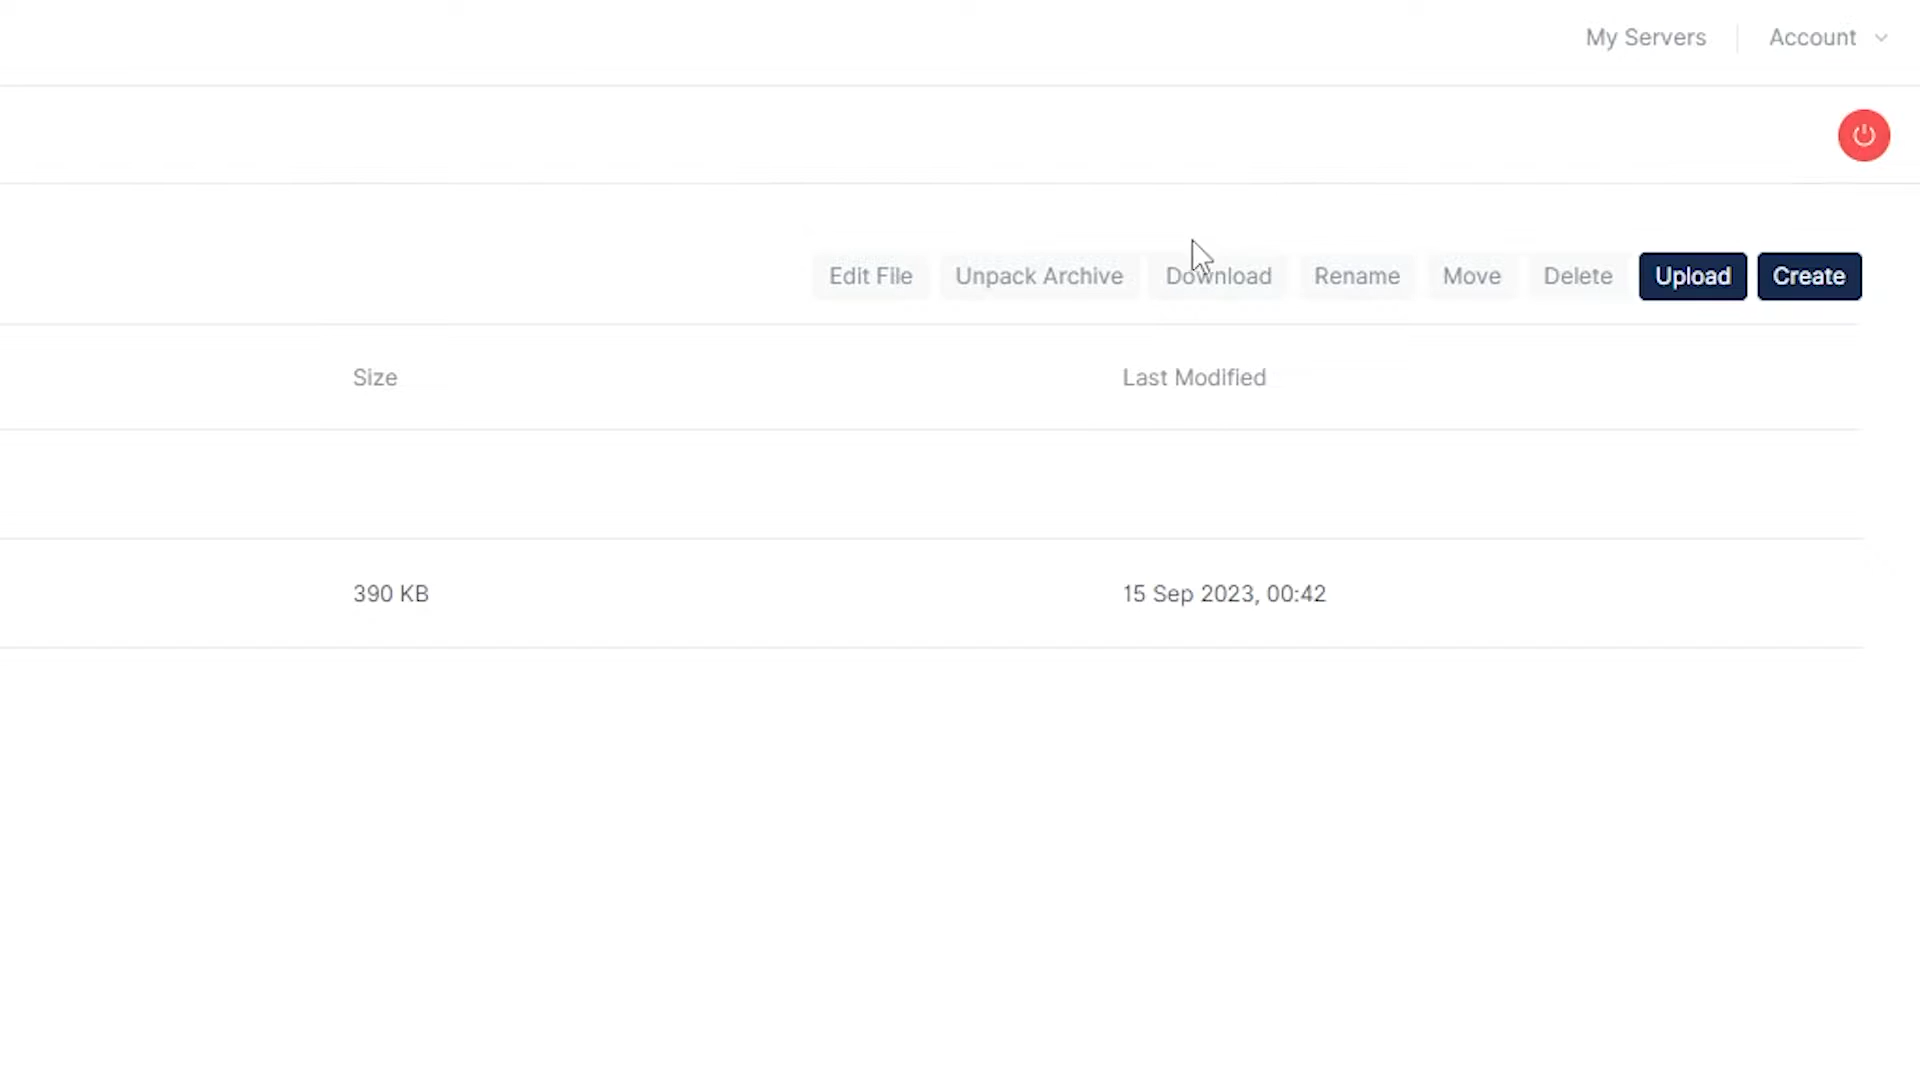 My Servers Account
Edit File Unpack Archive Download Rename Move Delete Upload Create
Size Last Modified
390 KB 15 Sep 2023, 00:42